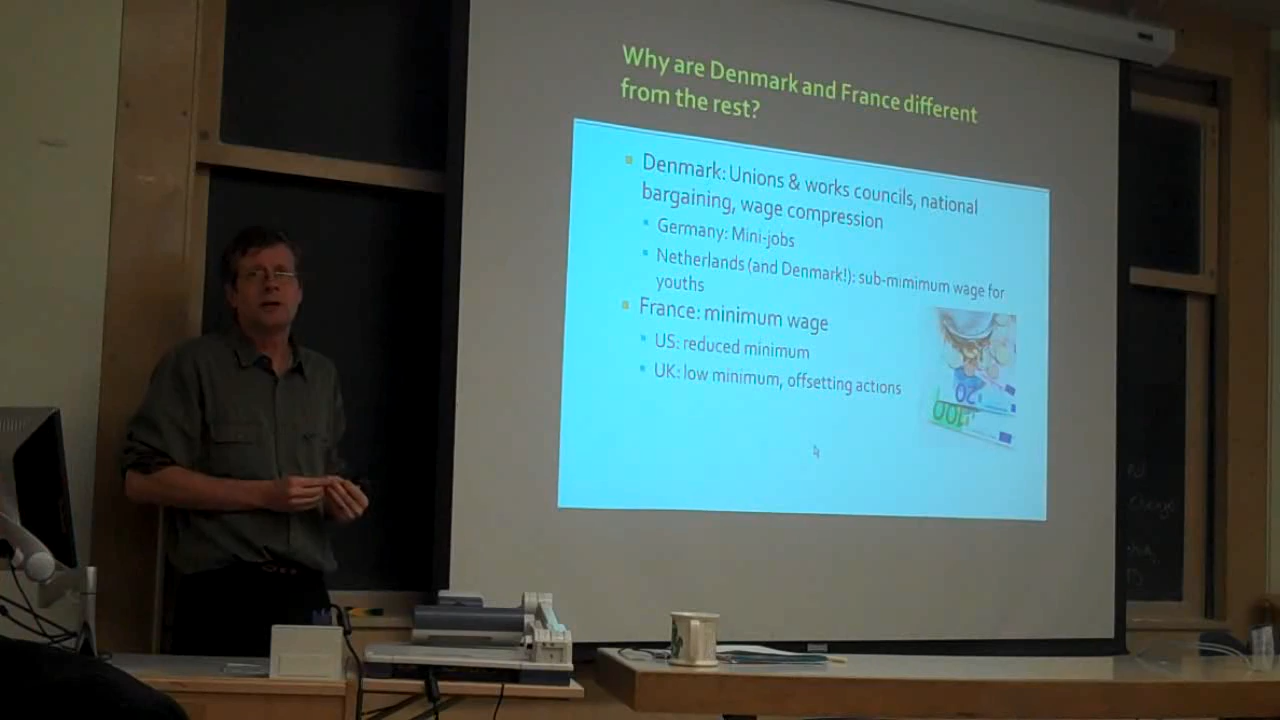 Why are Denmark and France different
from the rest?
Denmark: Unions & works councils, national
bargaining, wage compression
Germany: Mini-jobs
Netherlands (and Denmark!): sub-mimimum wage for
youths
France: minimum wage
US: reduced minimum
UK: low minimum, offsetting actions
20
100